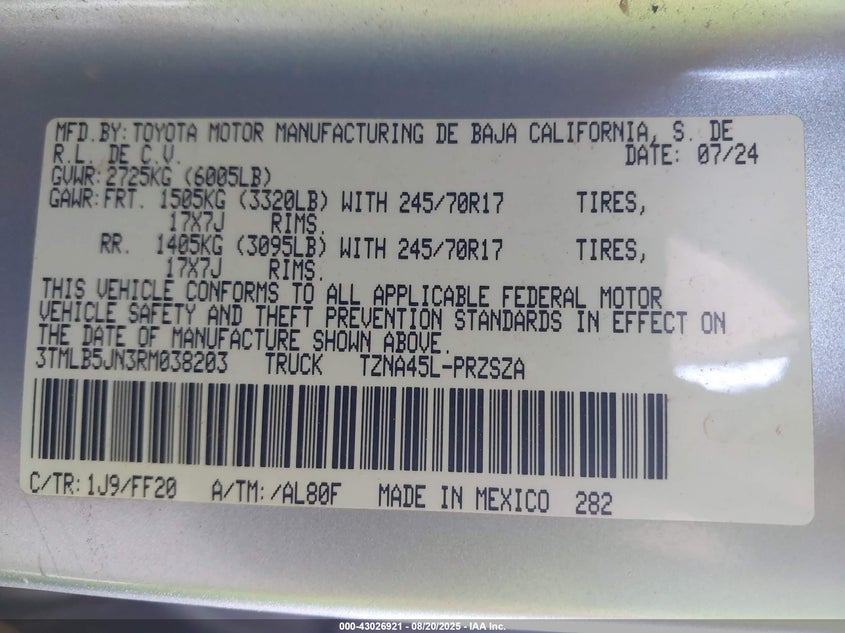 MFD.BY: TOYOTA MOTOR MANUFACTURING DE BAJA CALIFORNIA, S. DE
R.L. DE C.V. DATE: 07/24
GVWR: 2725KG (6005LB)
GAWR: FRT. 1505KG (3320LB) WITH 245/70R17 TIRES,
17X7J RIMS.
RR. 1405KG (3095LB) WITH 245/70R17 TIRES,
17X7J RIMS.
THIS VEHICLE CONFORMS TO ALL APPLICABLE FEDERAL MOTOR
VEHICLE SAFETY AND THEFT PREVENTION STANDARDS IN EFFECT ON
THE DATE OF MANUFACTURE SHOWN ABOVE.
3TMLB5JN3RM038203 TRUCK TZNA45L-PRZSZA
C/TR: 1J9/FF20 A/TM: /AL80F MADE IN MEXICO 282
000-43026921 - 08/20/2025 - IAA Inc.